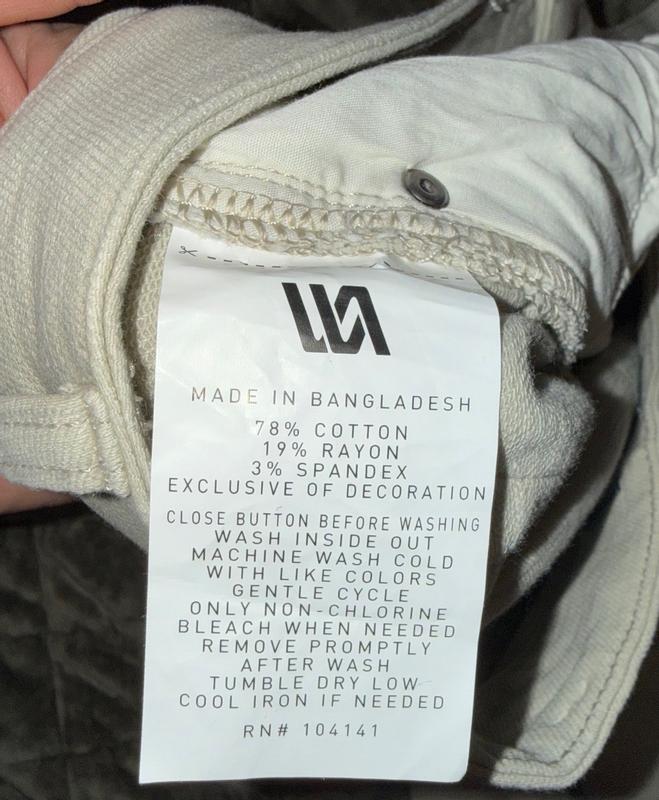 MADE IN BANGLADESH
78% COTTON
19% RAYON
3% SPANDEX
EXCLUSIVE OF DECORATION
CLOSE BUTTON BEFORE WASHING
WASH INSIDE OUT
MACHINE WASH COLD
WITH LIKE COLORS
GENTLE CYCLE
ONLY NON-CHLORINE
BLEACH WHEN NEEDED
REMOVE PROMPTLY
AFTER WASH
TUMBLE DRY LOW
COOL IRON IF NEEDED
RN# 104141